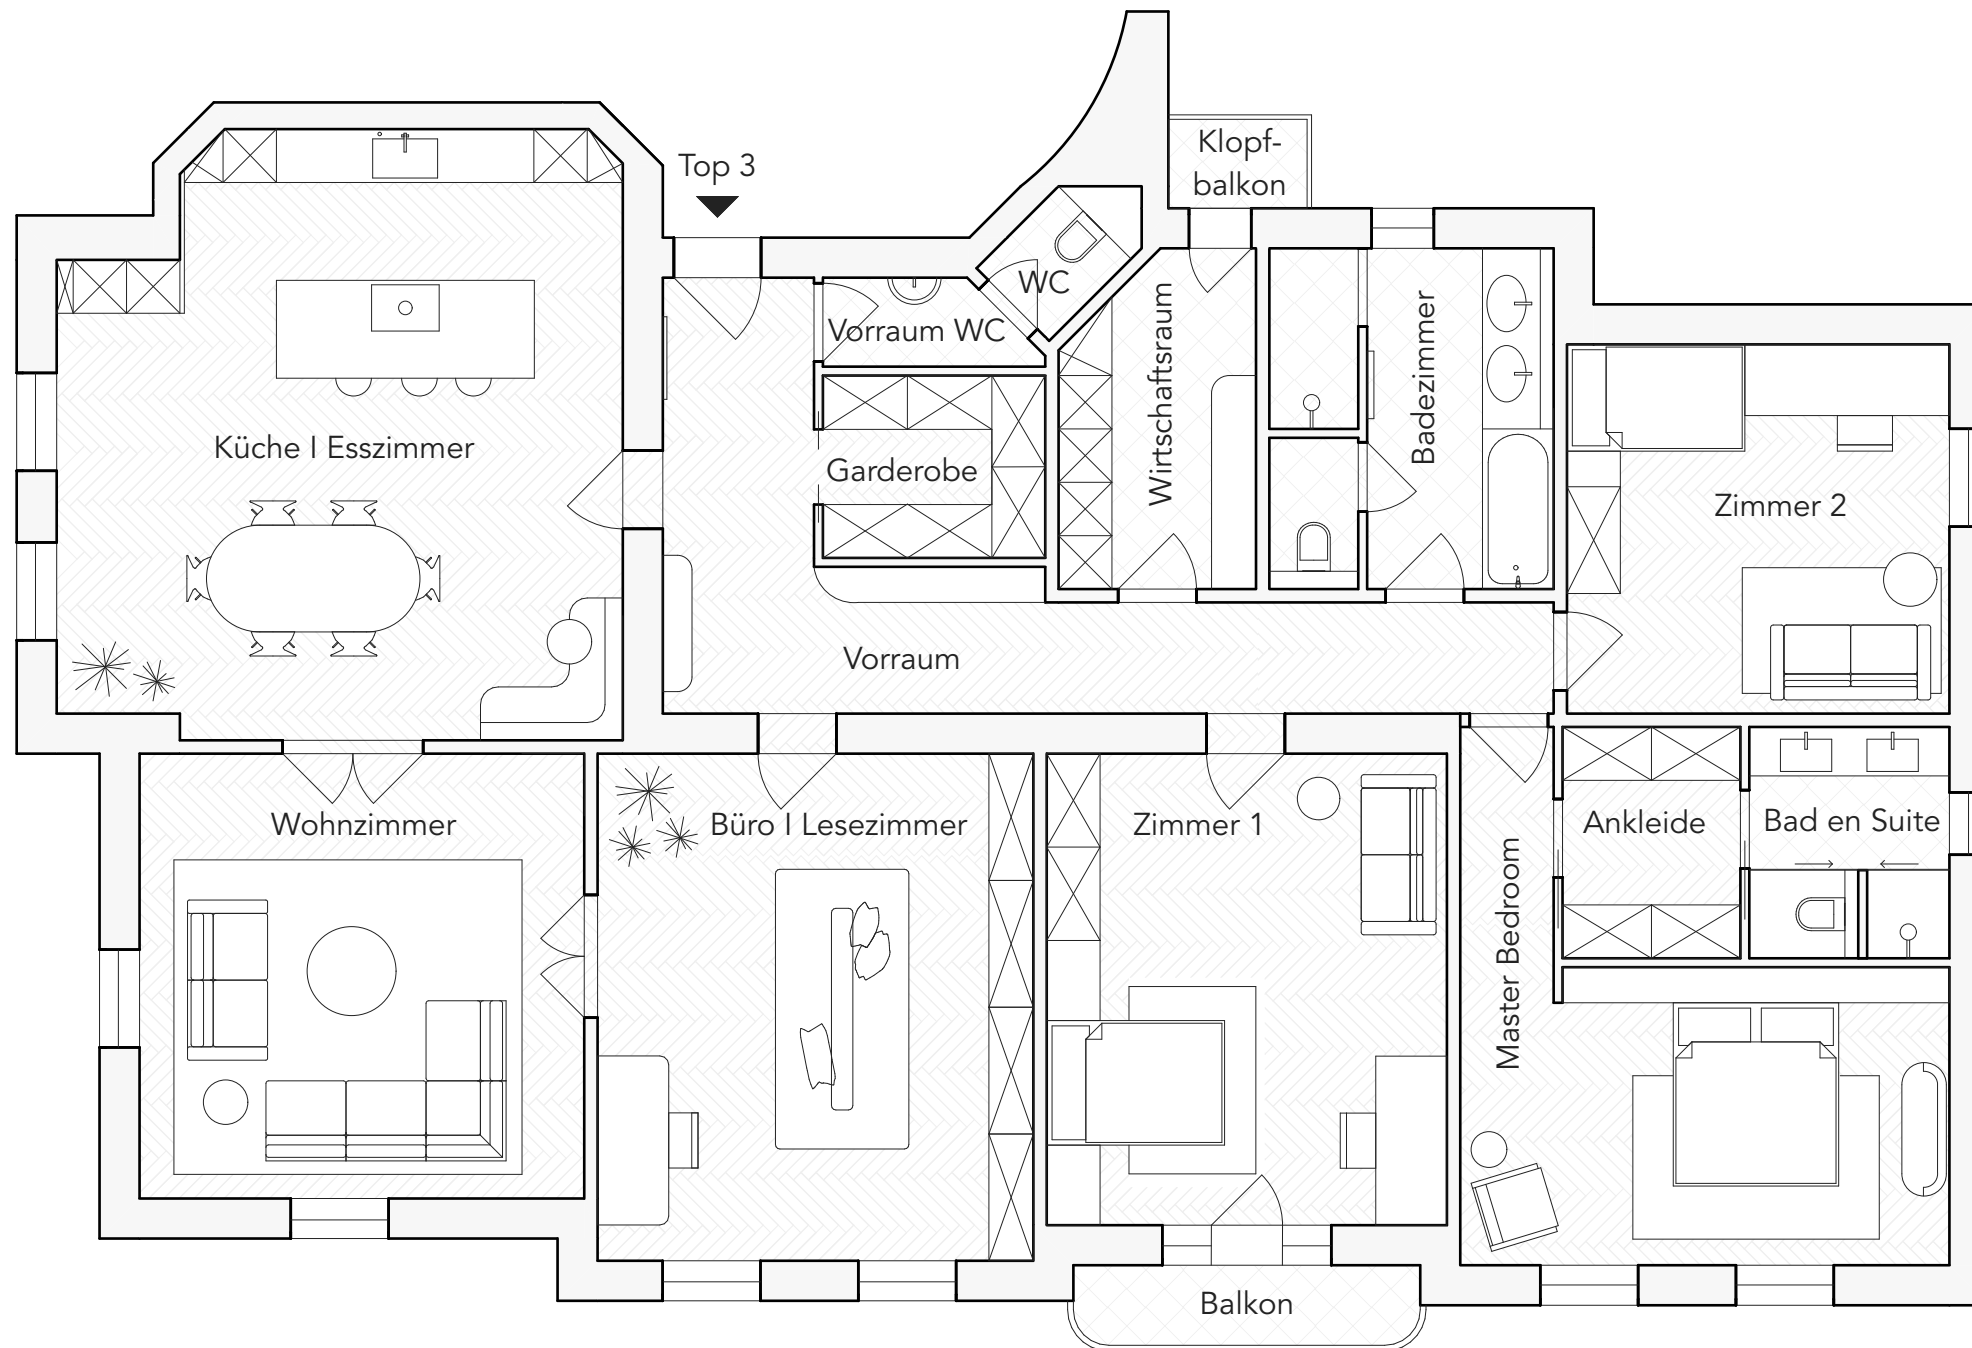 Top 3
Klopf-
balkon
WC
Vorraum WC
Küche I Esszimmer
Garderobe
Wirtschaftsraum
Badezimmer
Zimmer 2
Vorraum
Wohnzimmer
Büro I Lesezimmer
Zimmer 1
Master Bedroom
Ankleide
Bad en Suite
Balkon